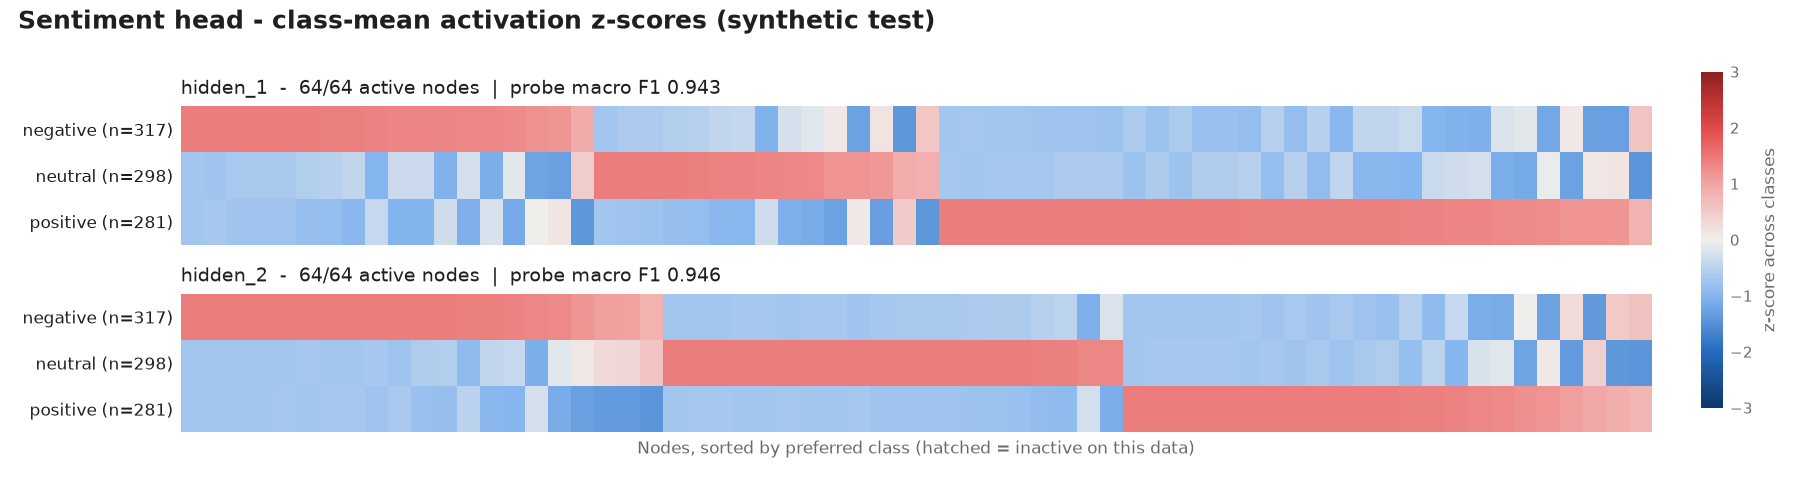 Sentiment head - class-mean activation z-scores (synthetic test)
hidden_1 - 64/64 active nodes | probe macro F1 0.943
negative (n=317)
neutral (n=298)
positive (n=281)
hidden_2 - 64/64 active nodes | probe macro F1 0.946
negative (n=317)
neutral (n=298)
positive (n=281)
Nodes, sorted by preferred class (hatched = inactive on this data)
3
2
1
0
−1
−2
−3
z-score across classes